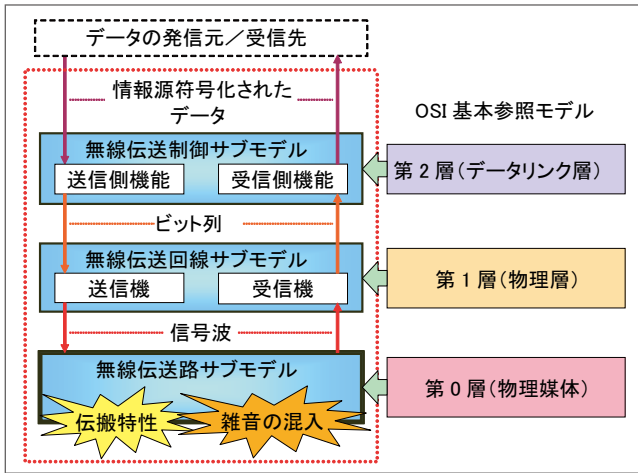 データの発信元／受信先
情報源符号化された
データ
OSI 基本参照モデル
無線伝送制御サブモデル
送信側機能
受信側機能
第２層（データリンク層）
ビット列
無線伝送回線サブモデル
送信機
受信機
第１層（物理層）
信号波
無線伝送路サブモデル
伝搬特性
雑音の混入
第０層（物理媒体）